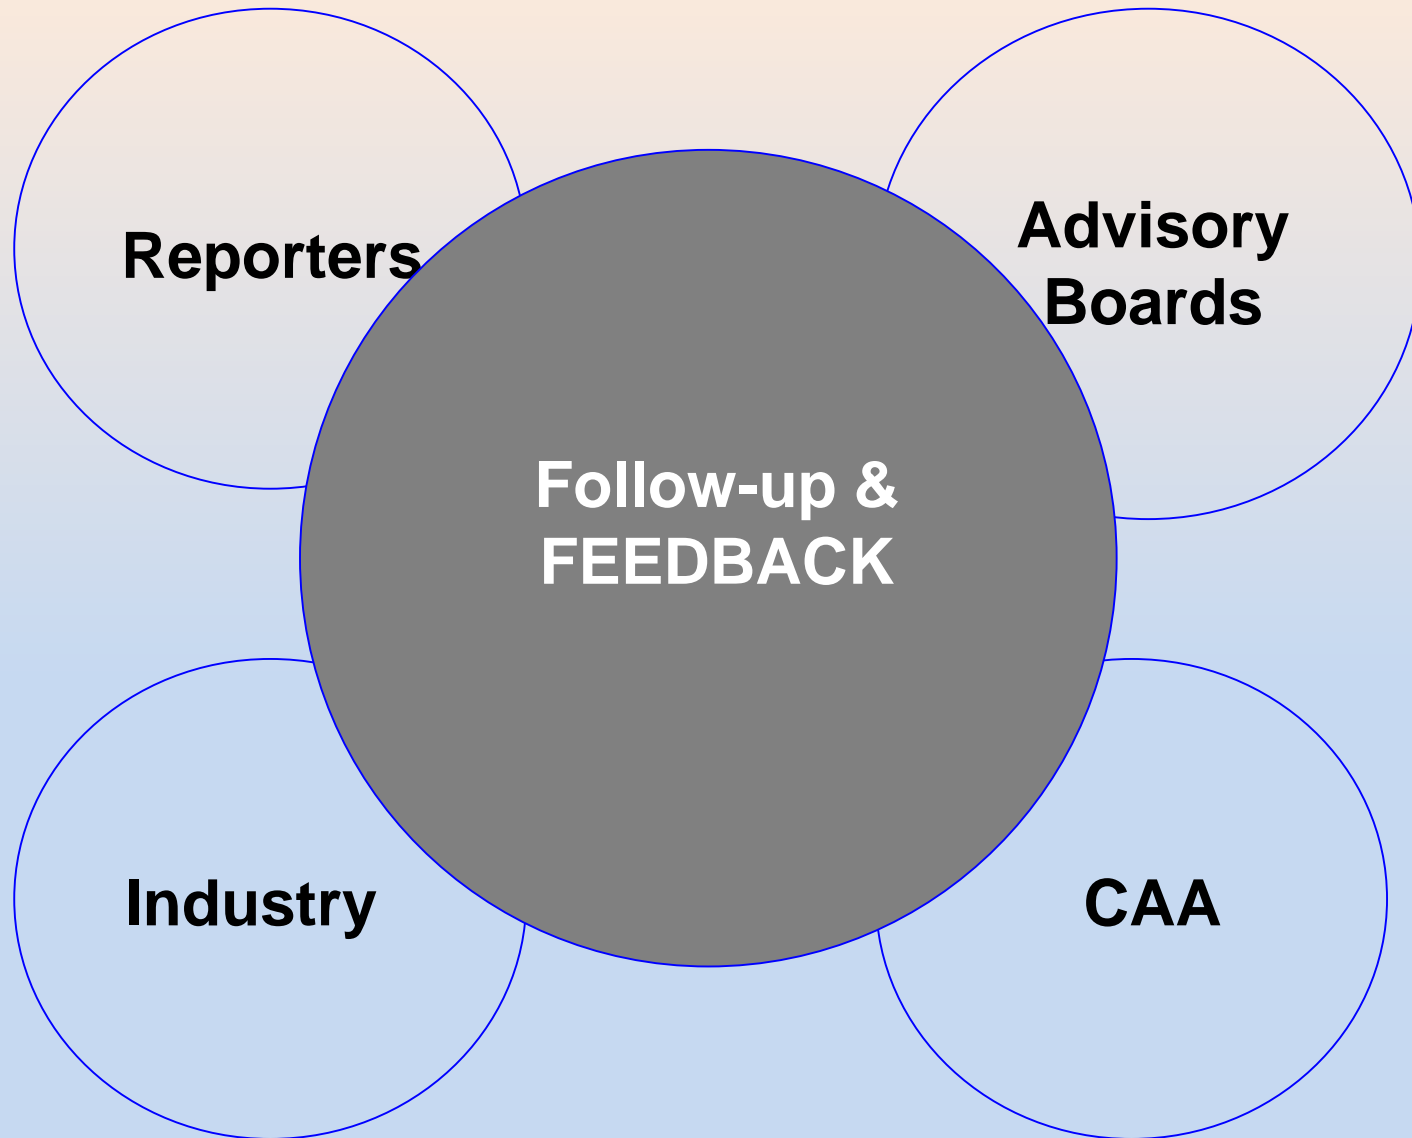 Reporters
Advisory
Boards
Follow-up &
FEEDBACK
Industry
CAA